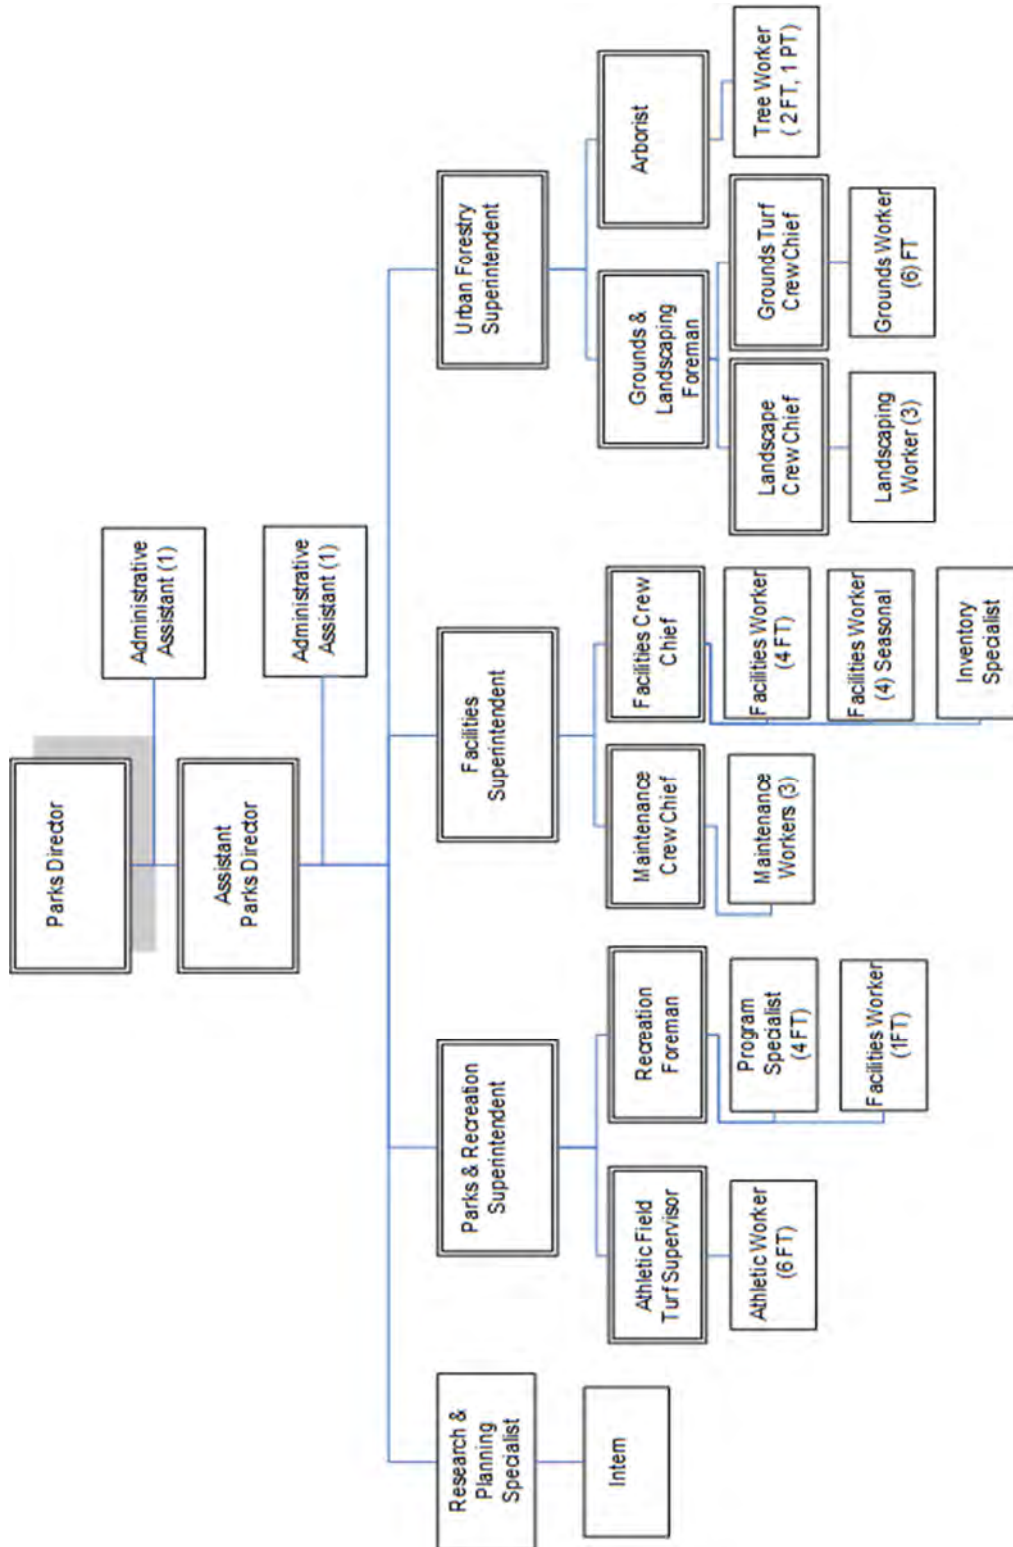 Parks Director
Administrative
Assistant (1)
Assistant
Parks Director
Administrative
Assistant (1)
Research &
Planning
Specialist
Intern
Parks & Recreation
Superintendent
Athletic Field
Turf Supervisor
Athletic Worker
(6 FT)
Recreation
Foreman
Program
Specialist
(4 FT)
Facilities Worker
(1FT)
Facilities
Superintendent
Maintenance
Crew Chief
Maintenance
Workers (3)
Facilities Crew
Chief
Facilities Worker
(4 FT)
Facilities Worker
(4) Seasonal
Inventory
Specialist
Urban Forestry
Superintendent
Grounds &
Landscaping
Foreman
Landscape
Crew Chief
Landscaping
Worker (3)
Grounds Turf
Crew Chief
Grounds Worker
(6) FT
Arborist
Tree Worker
( 2 FT, 1 PT)